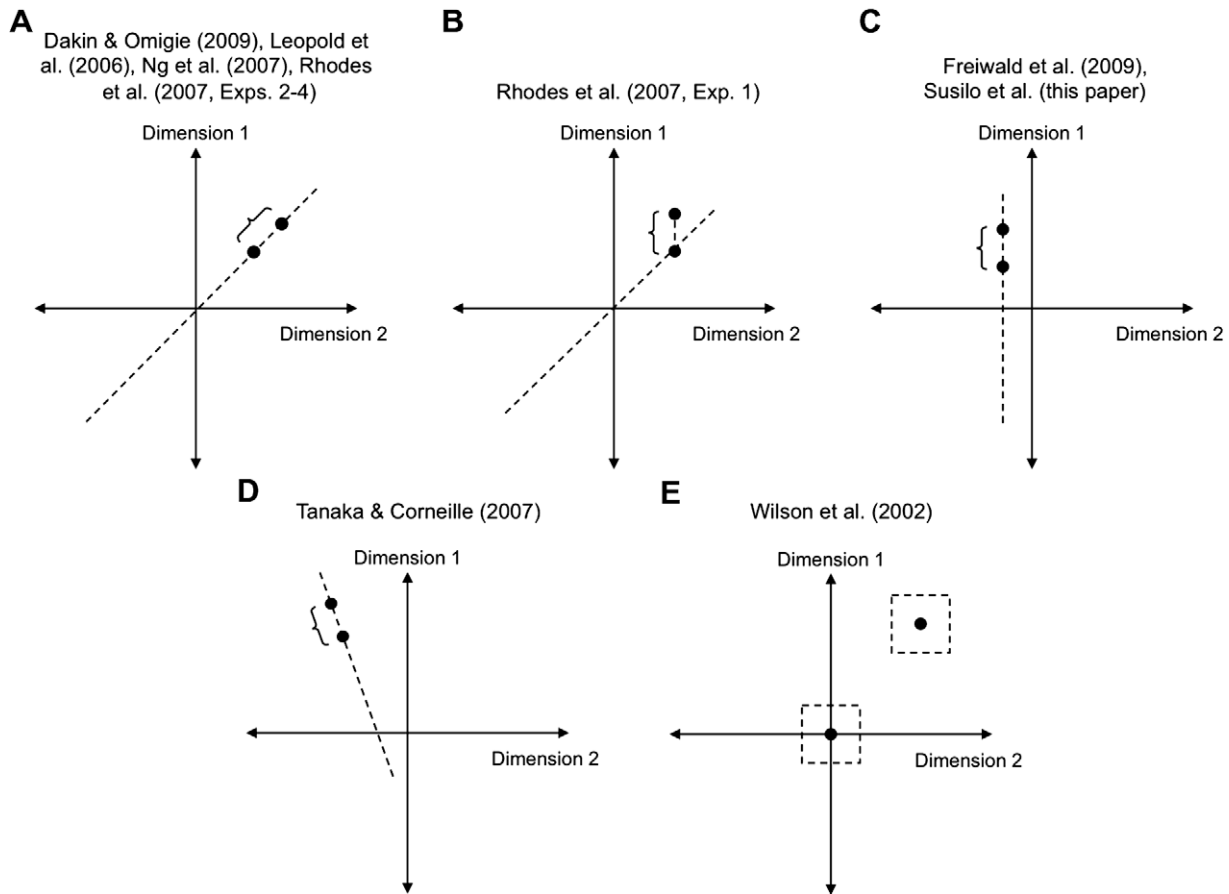 A
Dakin & Omigie (2009), Leopold et
al. (2006), Ng et al. (2007), Rhodes
et al. (2007, Exps. 2-4)
Dimension 1
Dimension 2
B
Rhodes et al. (2007, Exp. 1)
Dimension 1
Dimension 2
C
Freiwald et al. (2009),
Susilo et al. (this paper)
Dimension 1
Dimension 2
D
Tanaka & Corneille (2007)
Dimension 1
Dimension 2
E
Wilson et al. (2002)
Dimension 1
Dimension 2